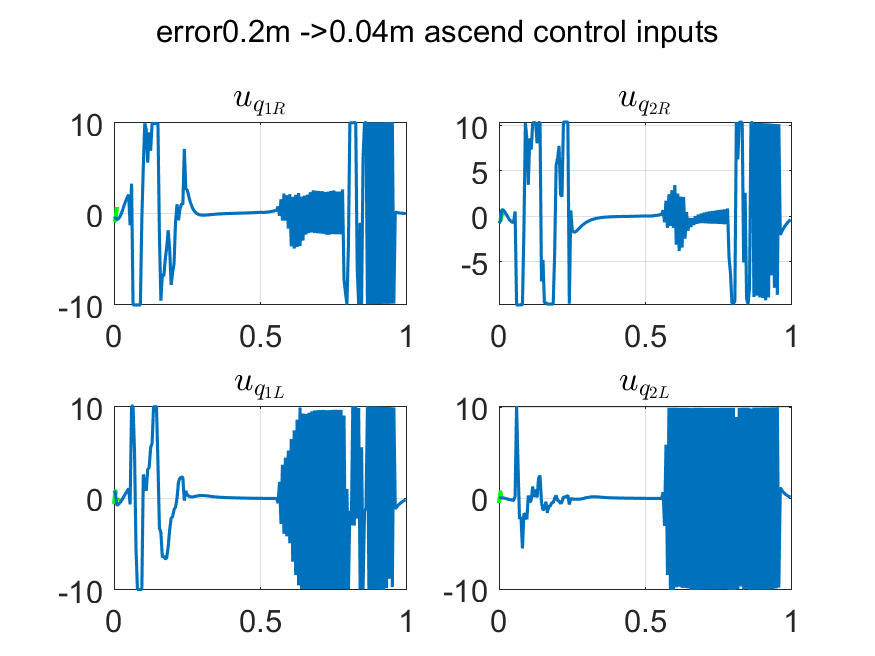 error0.2m ->0.04m ascend control inputs
u_{q_{1R}} u_{q_{2R}}
10 10
5
0 0
-5
-10
0 0.5 1 0 0.5 1
u_{q_{1L}} u_{q_{2L}}
10 10
0 0
-10 -10
0 0.5 1 0 0.5 1